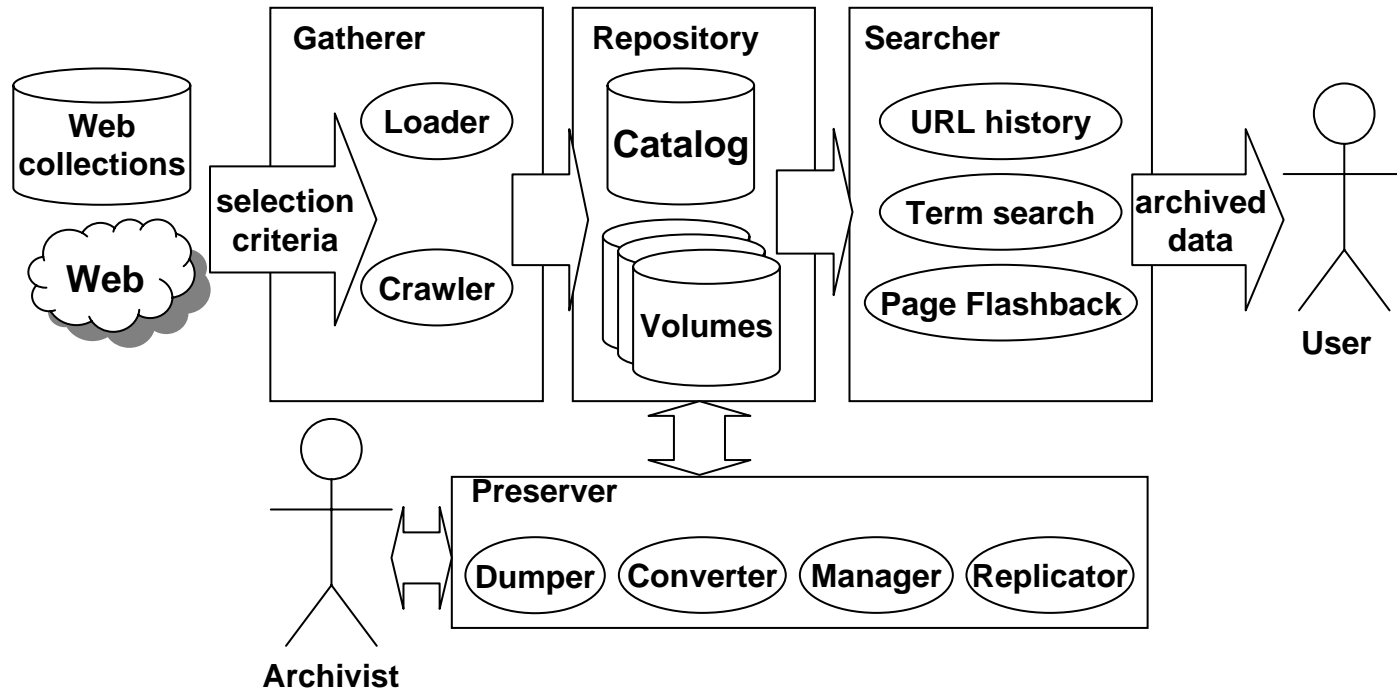 Gatherer
Repository
Searcher
Web
collections
Loader
Catalog
URL history
selection
criteria
Term search
archived
data
Web
Crawler
Volumes
Page Flashback
User
Preserver
Dumper
Converter
Manager
Replicator
Archivist